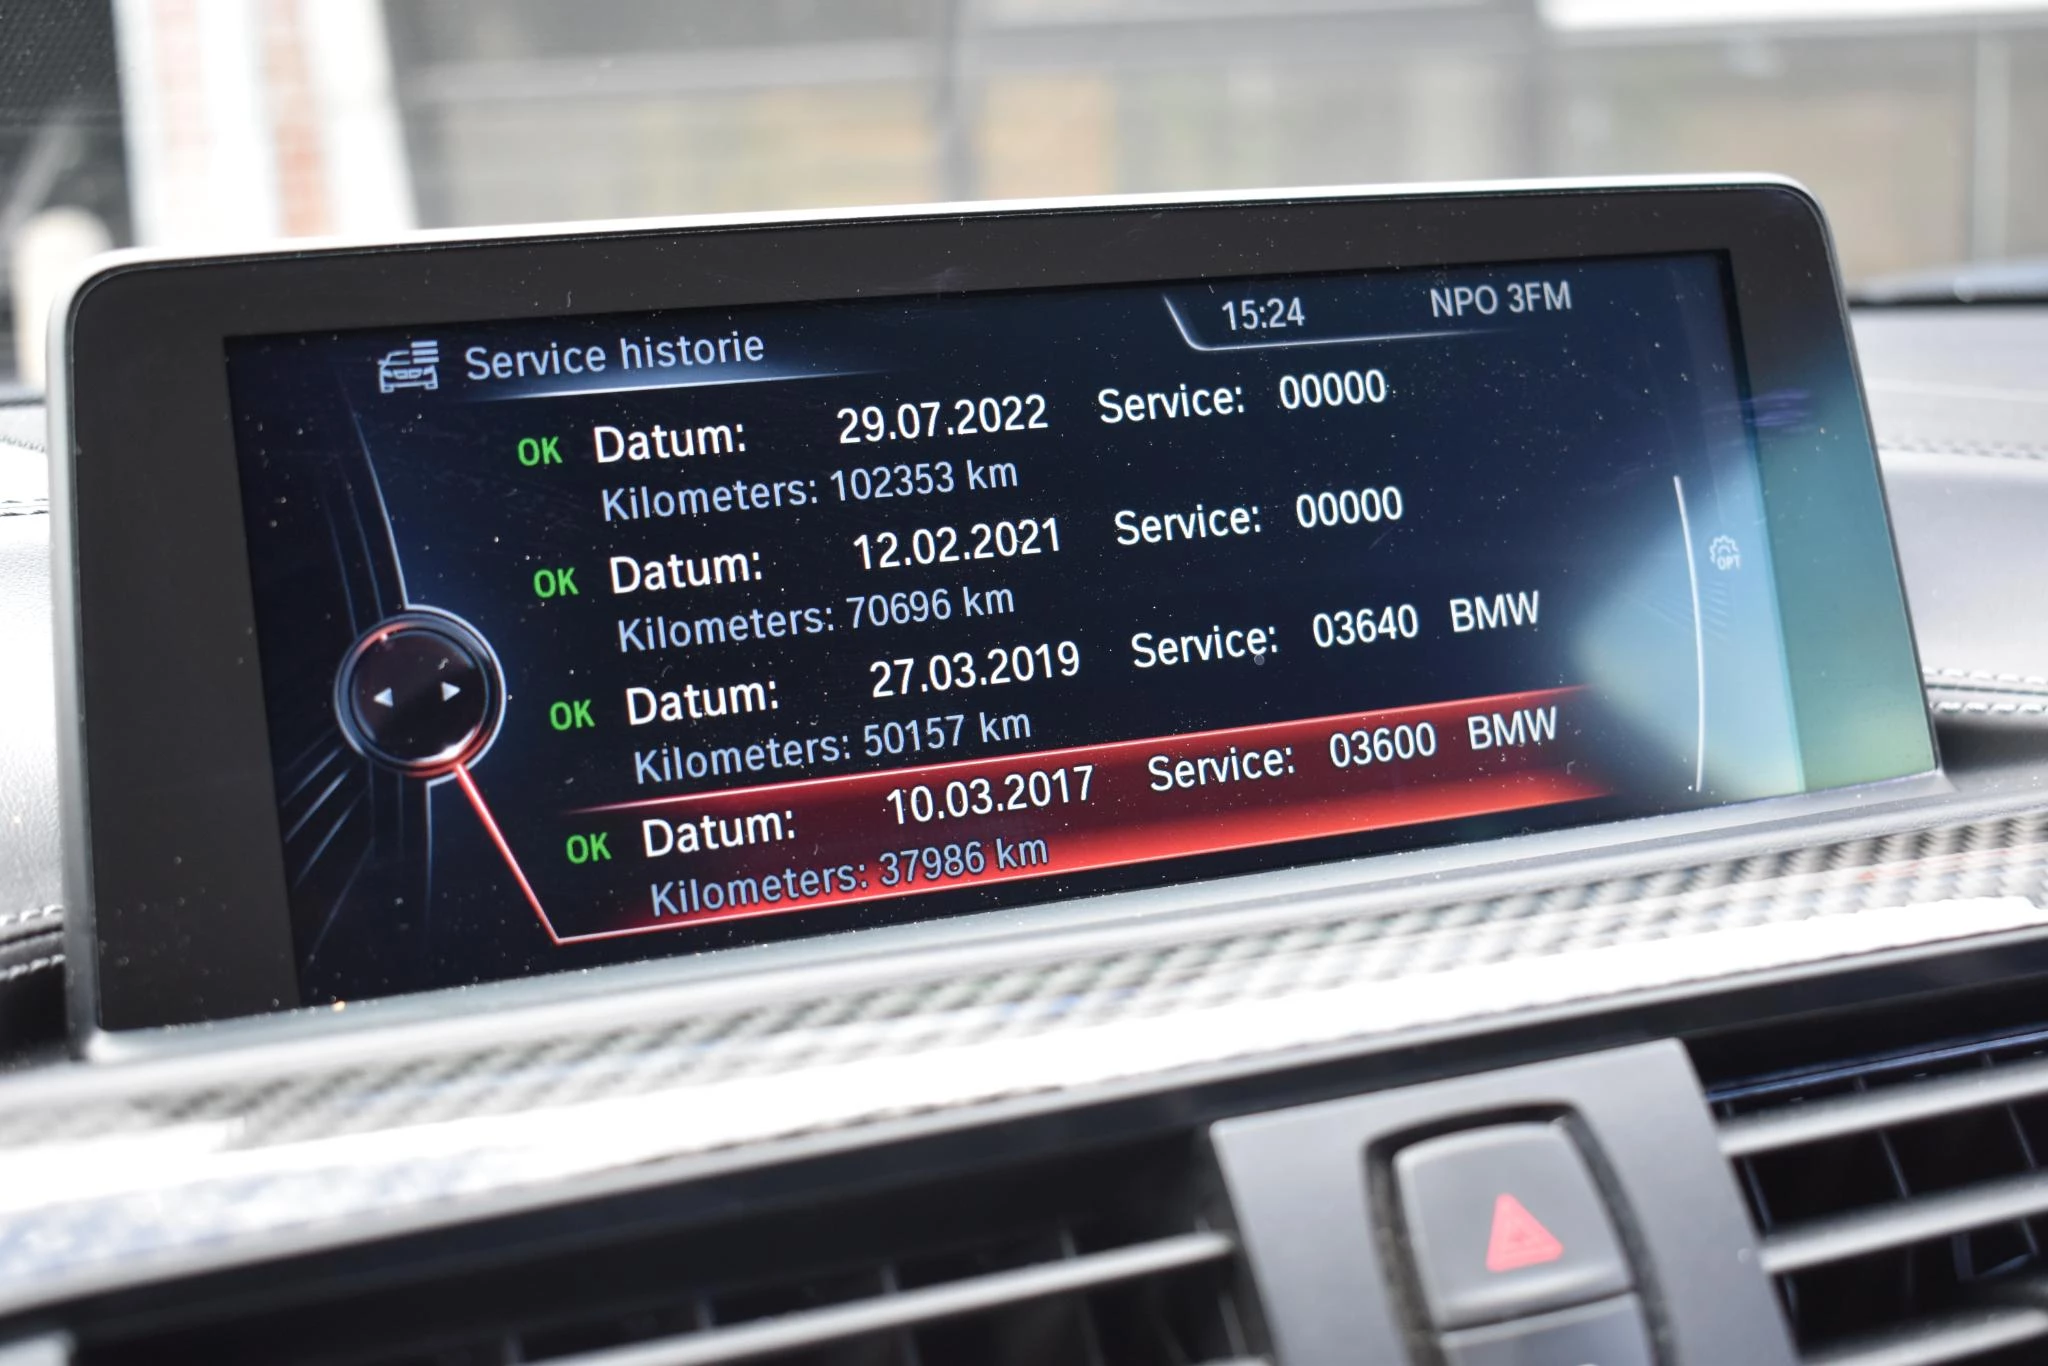 Service historie
15:24 NPO 3FM
OK Datum: 29.07.2022 Service: 00000
Kilometers: 102353 km
OK Datum: 12.02.2021 Service: 00000
Kilometers: 70696 km
OK Datum: 27.03.2019 Service: 03640 BMW
Kilometers: 50157 km
OK Datum: 10.03.2017 Service: 03600 BMW
Kilometers: 37986 km
OPT